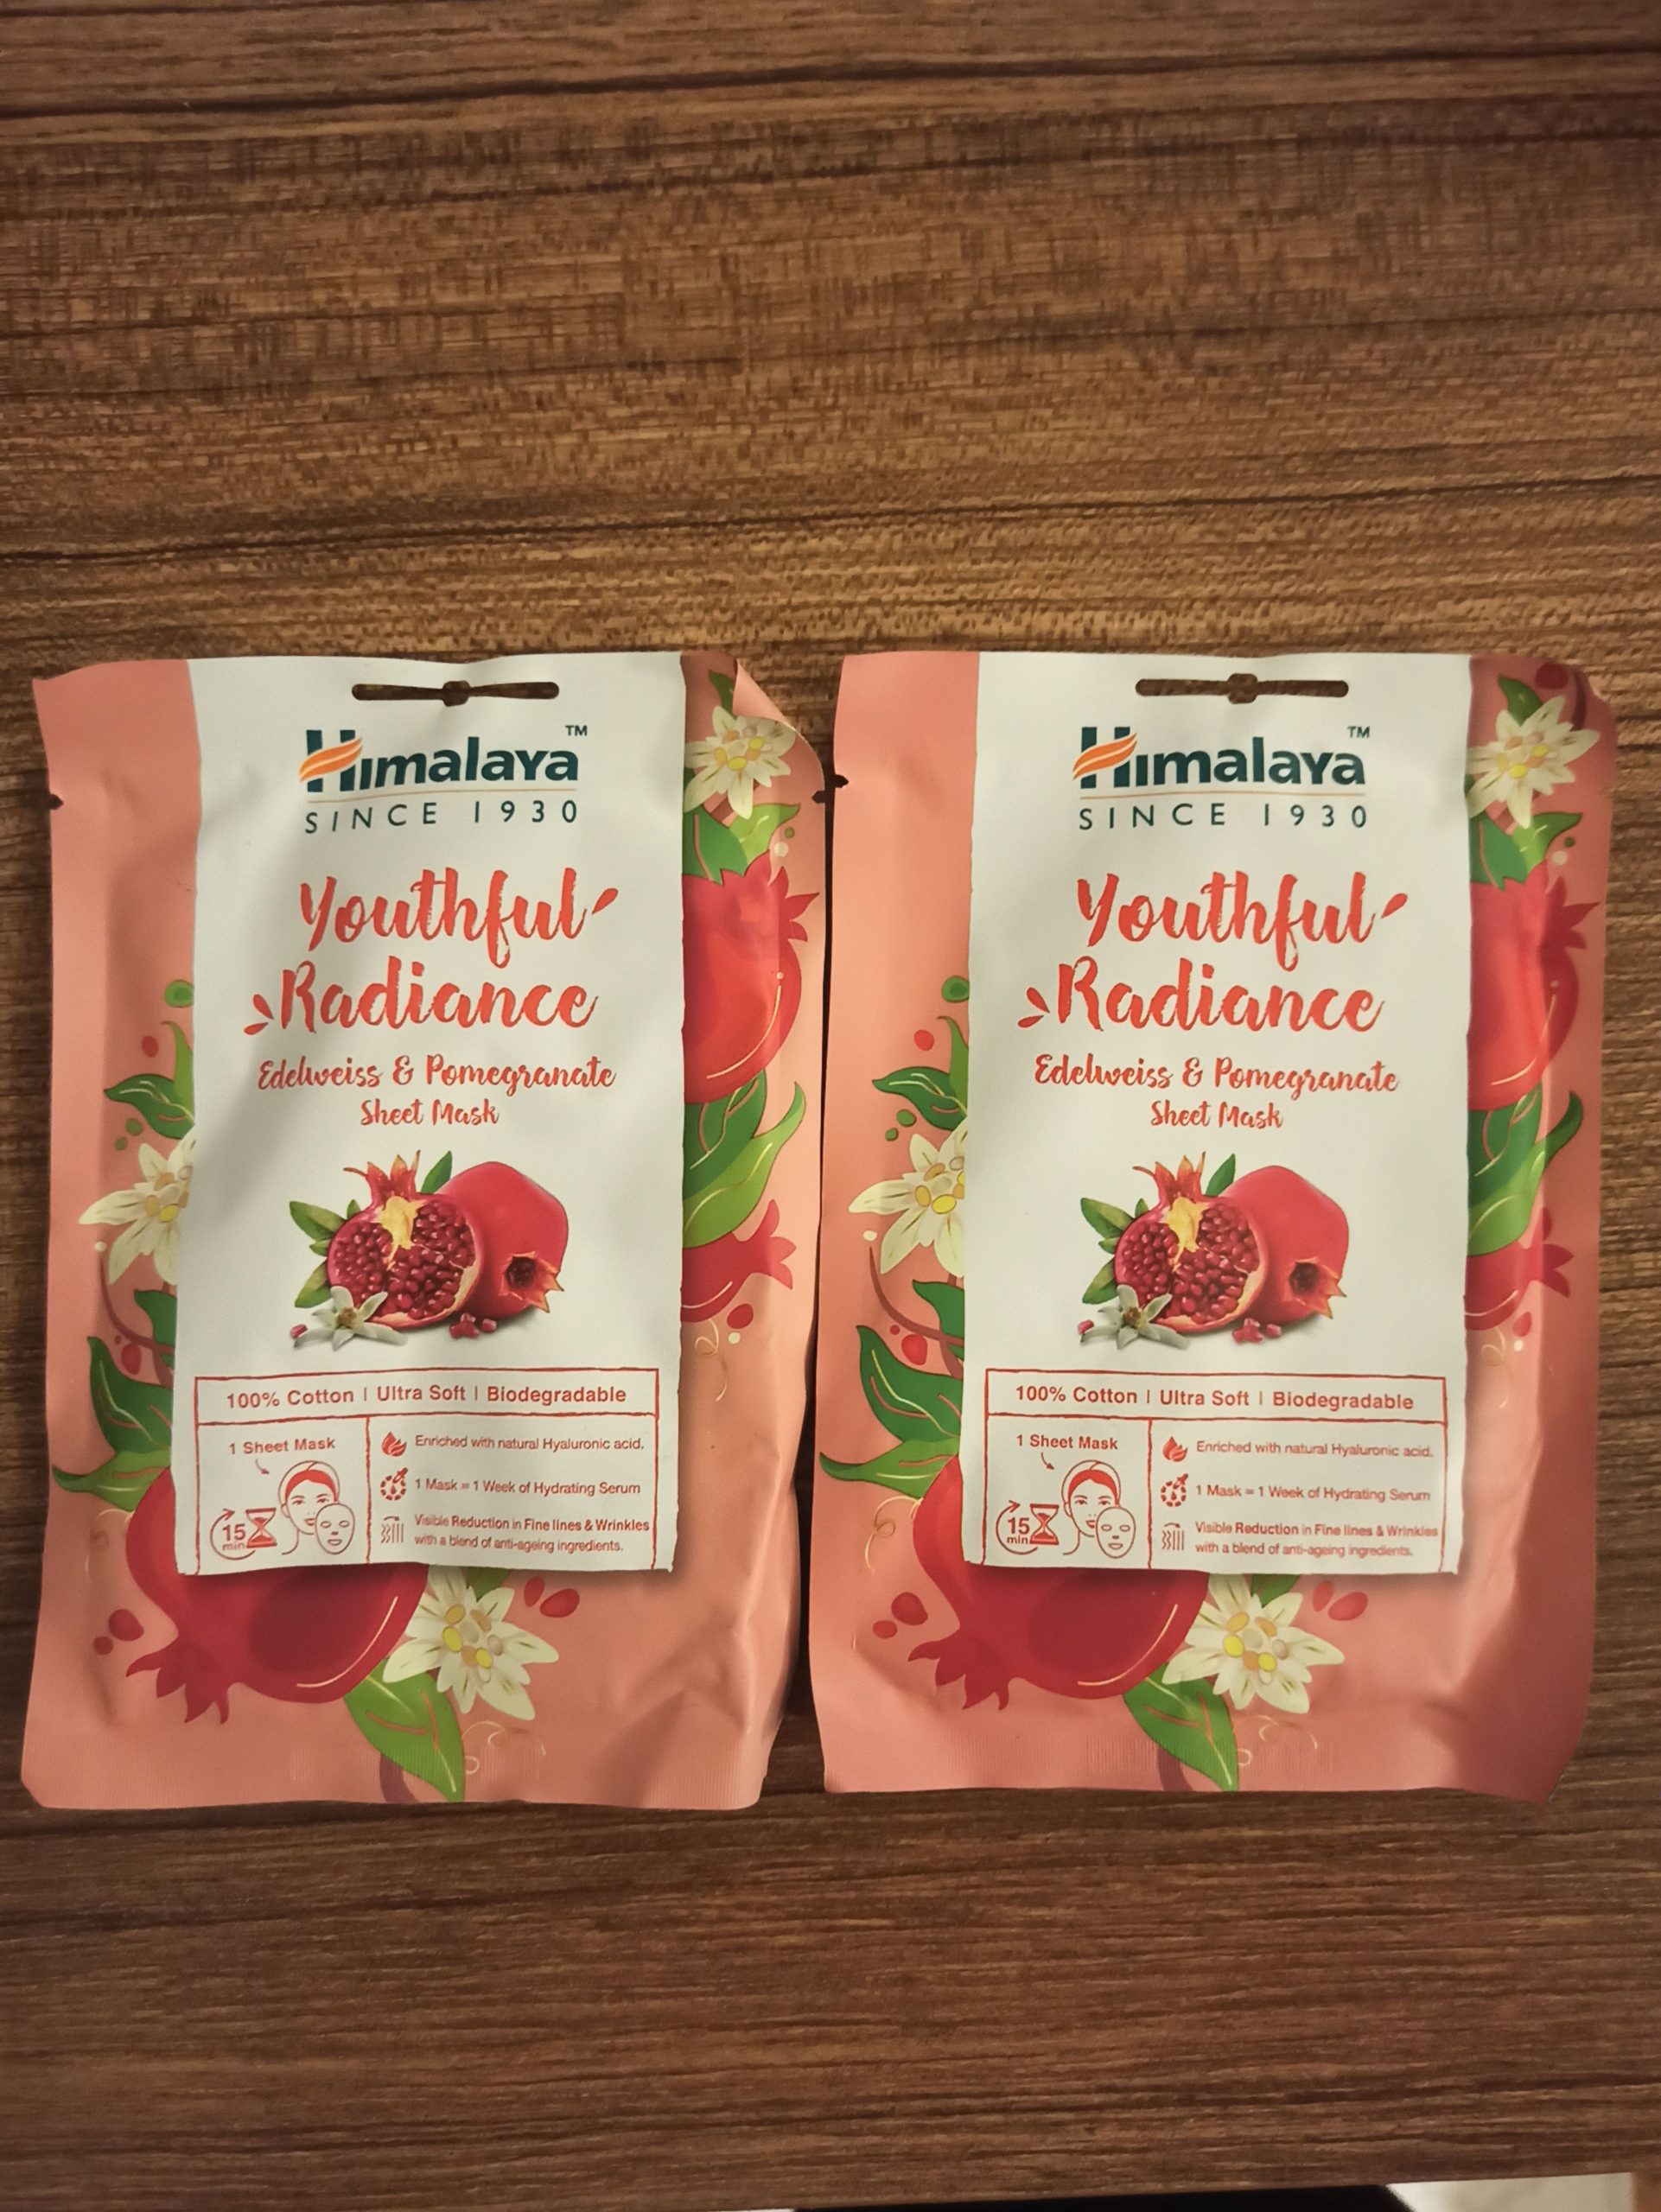 Himalaya™
SINCE 1930
Youthful
Radiance
Edelweiss & Pomegranate
Sheet Mask
100% Cotton | Ultra Soft | Biodegradable
1 Sheet Mask
15
min
Enriched with natural Hyaluronic acid.
1 Mask = 1 Week of Hydrating Serum
Visible Reduction in Fine lines & Wrinkles
with a blend of anti-ageing ingredients.
Himalaya™
SINCE 1930
Youthful
Radiance
Edelweiss & Pomegranate
Sheet Mask
100% Cotton | Ultra Soft | Biodegradable
1 Sheet Mask
15
min
Enriched with natural Hyaluronic acid.
1 Mask = 1 Week of Hydrating Serum
Visible Reduction in Fine lines & Wrinkles
with a blend of anti-ageing ingredients.